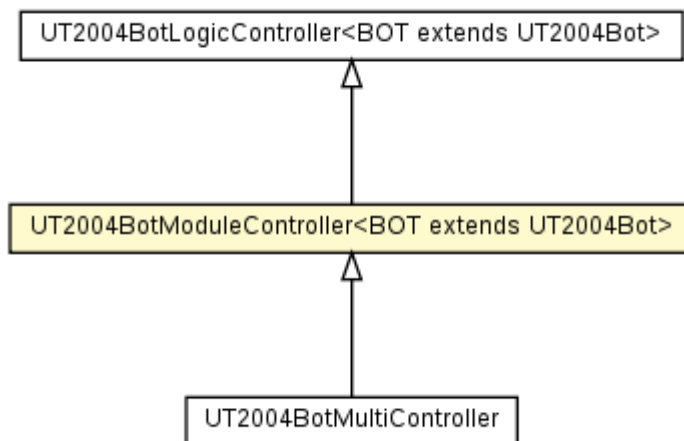 UT2004BotLogicController<BOT extends UT2004Bot>
UT2004BotModuleController<BOT extends UT2004Bot>
UT2004BotMultiController